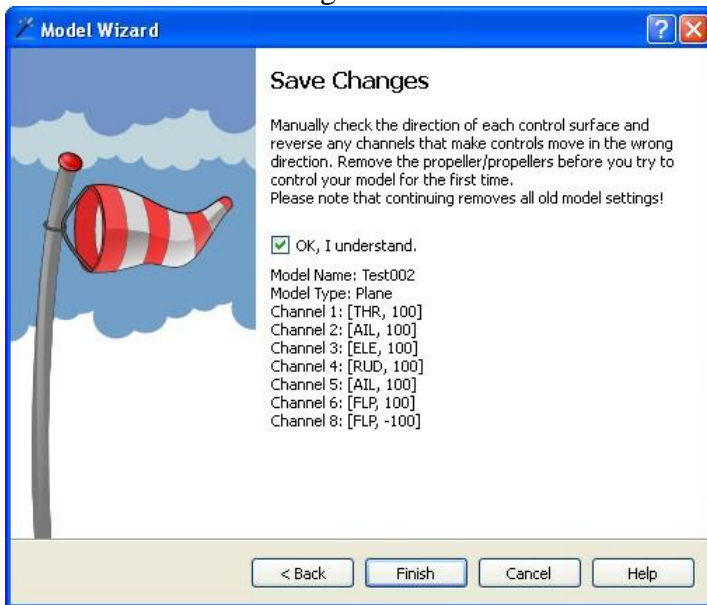 Model Wizard
?
X
Save Changes
Manually check the direction of each control surface and
reverse any channels that make controls move in the wrong
direction. Remove the propeller/propellers before you try to
control your model for the first time.
Please note that continuing removes all old model settings!
OK, I understand.
Model Name: Test002
Model Type: Plane
Channel 1: [THR, 100]
Channel 2: [AIL, 100]
Channel 3: [ELE, 100]
Channel 4: [RUD, 100]
Channel 5: [AIL, 100]
Channel 6: [FLP, 100]
Channel 8: [FLP, -100]
< Back Finish Cancel Help